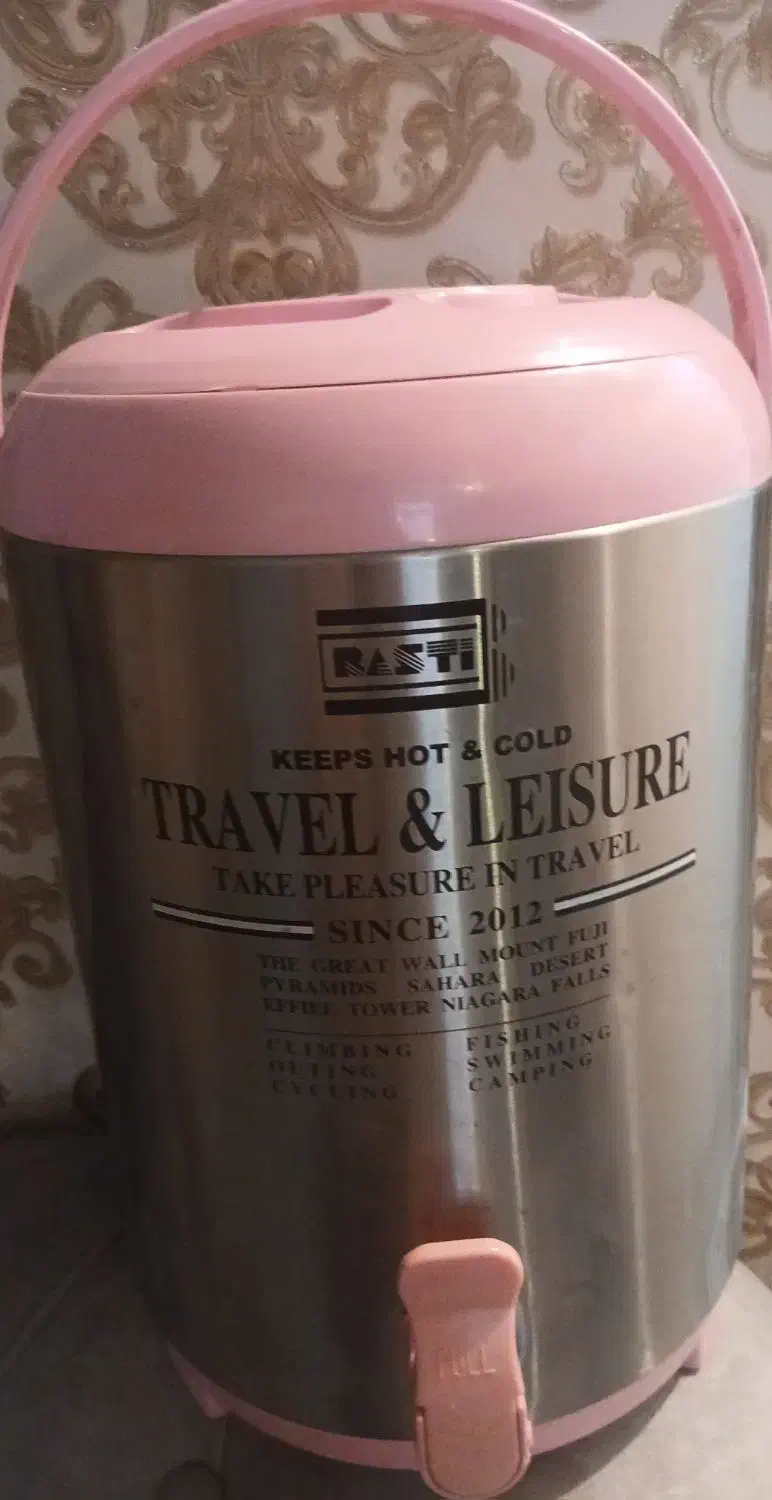 RASTI
KEEPS HOT & COLD
TRAVEL & LEISURE
TAKE PLEASURE IN TRAVEL
SINCE 2012
THE GREAT WALL MOUNT FUJI
PYRAMIDS SAHARA DESERT
EFFIEL TOWER NIAGARA FALLS
CLIMBING FISHING
OUTING SWIMMING
CYCLING CAMPING